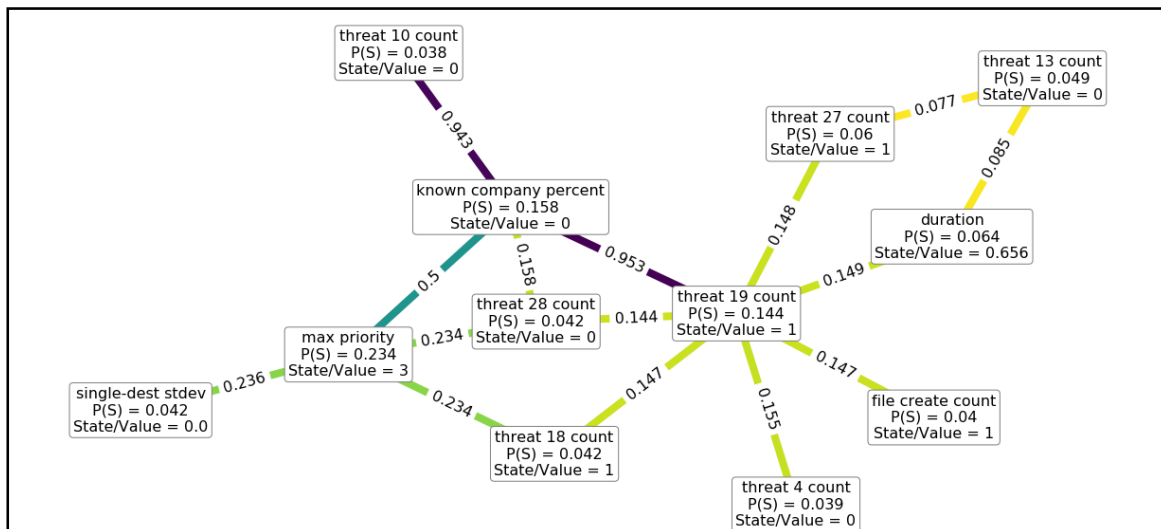 threat 10 count
P(S) = 0.038
State/Value = 0
threat 13 count
P(S) = 0.049
State/Value = 0
0.077
threat 27 count
P(S) = 0.06
State/Value = 1
0.943
0.085
known company percent
P(S) = 0.158
State/Value = 0
duration
P(S) = 0.064
State/Value = 0.656
0.148
0.953
0.158
0.149
0.5
threat 28 count
P(S) = 0.042
State/Value = 0
0.144
threat 19 count
P(S) = 0.144
State/Value = 1
max priority
P(S) = 0.234
State/Value = 3
0.234
0.236
single-dest stdev
P(S) = 0.042
State/Value = 0.0
0.234
0.147
0.155
0.147
file create count
P(S) = 0.04
State/Value = 1
threat 18 count
P(S) = 0.042
State/Value = 1
threat 4 count
P(S) = 0.039
State/Value = 0